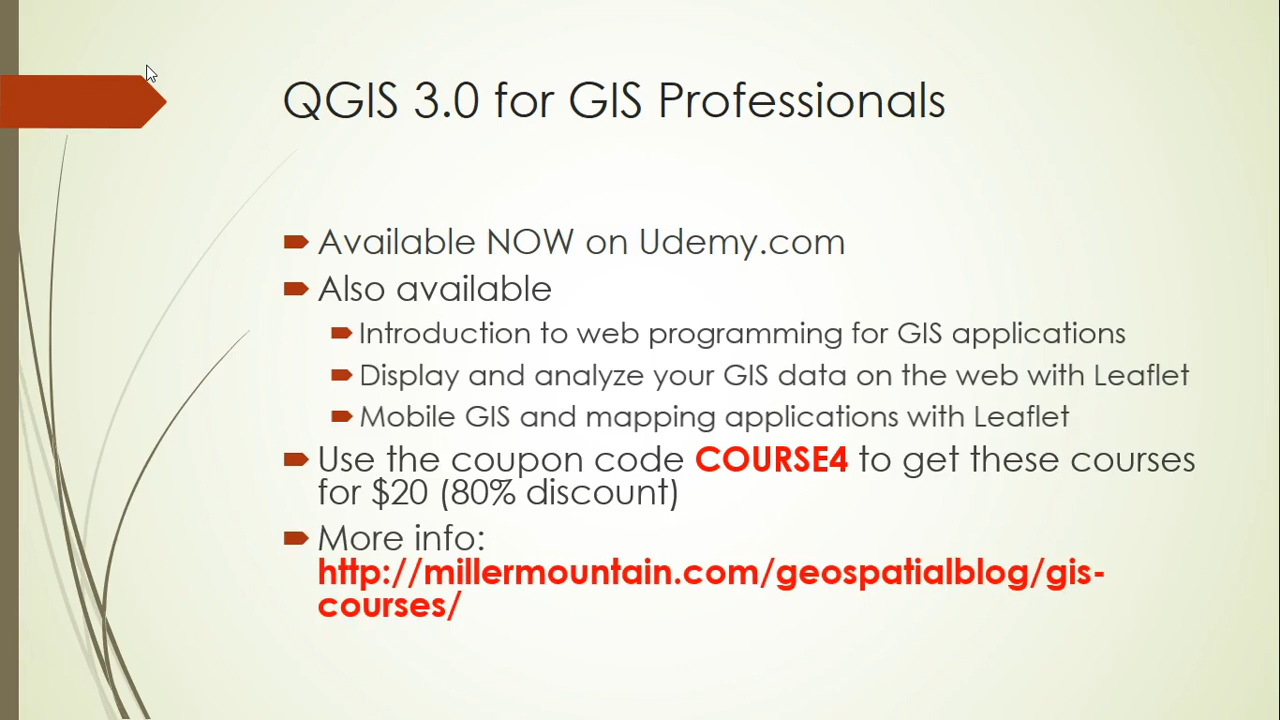 QGIS 3.0 for GIS Professionals
Available NOW on Udemy.com
Also available
Introduction to web programming for GIS applications
Display and analyze your GIS data on the web with Leaflet
Mobile GIS and mapping applications with Leaflet
Use the coupon code COURSE4 to get these courses
for $20 (80% discount)
More info:
http://millermountain.com/geospatialblog/gis-
courses/